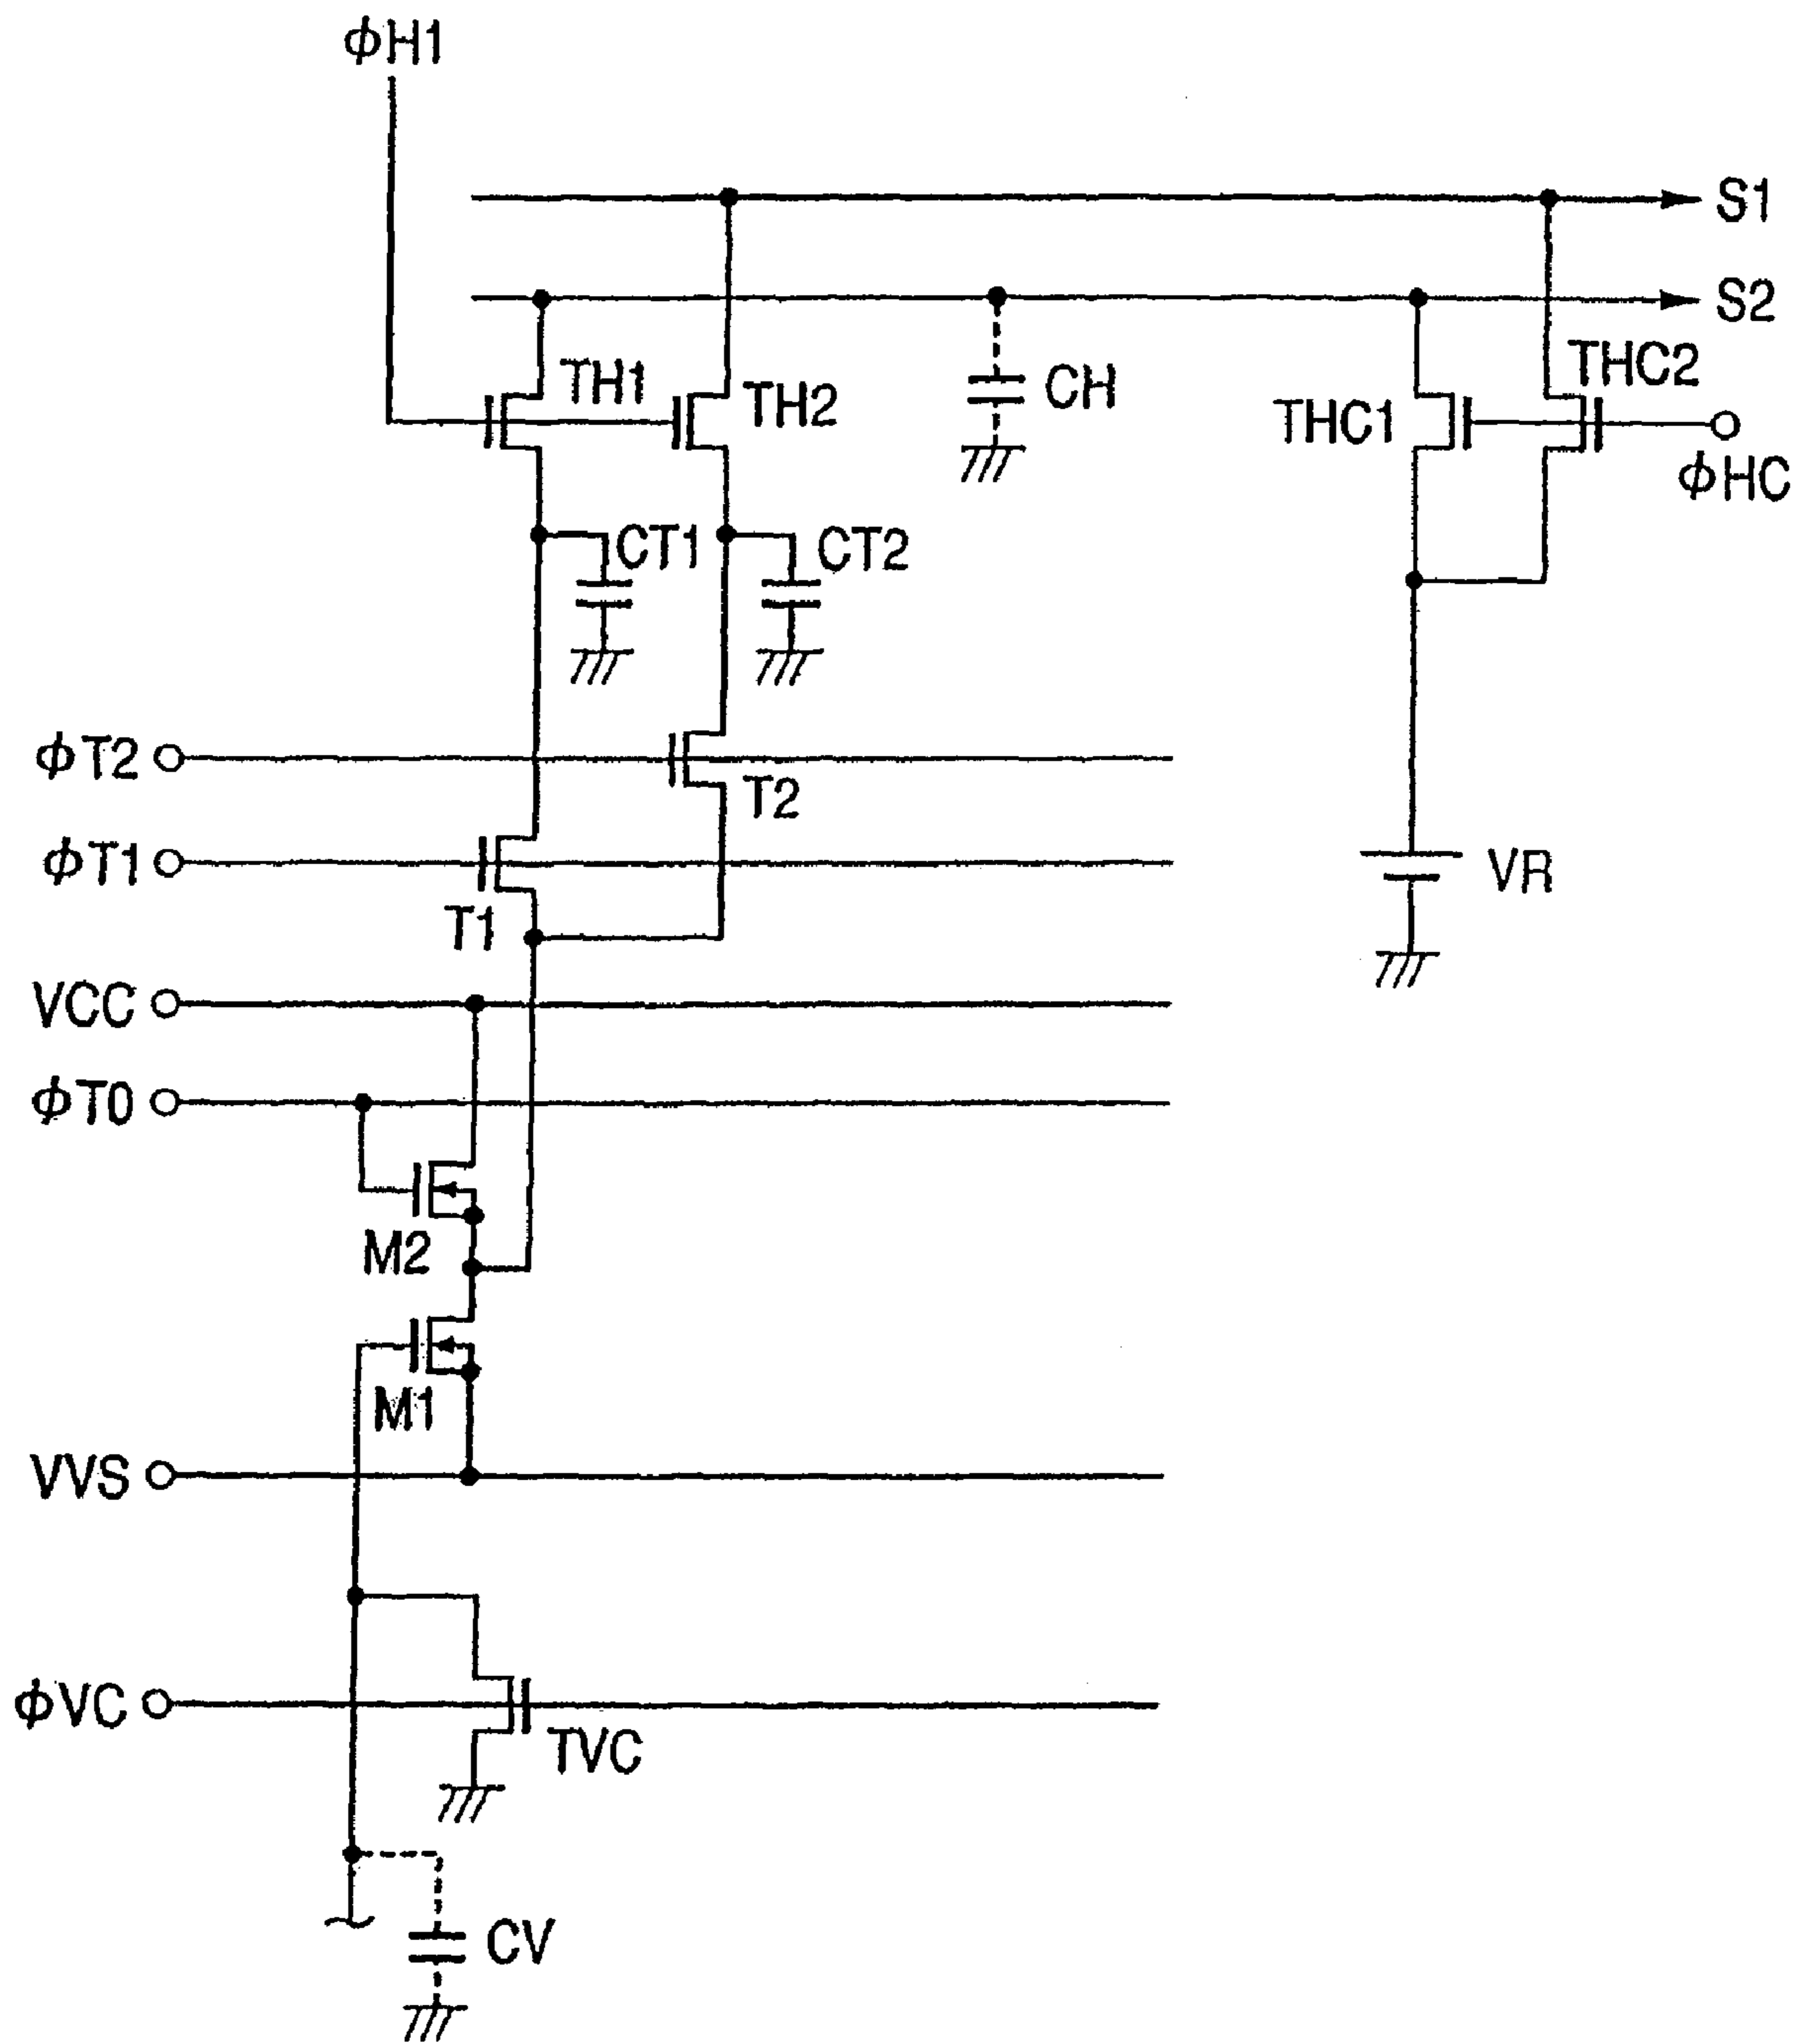 ΦH1
S1
S2
TH1
TH2
CH
THC2
THC1
ΦHC
CT1
CT2
ΦT2
T2
ΦT1
T1
VR
VCC
ΦT0
M2
M1
VVS
ΦVC
TVC
CV